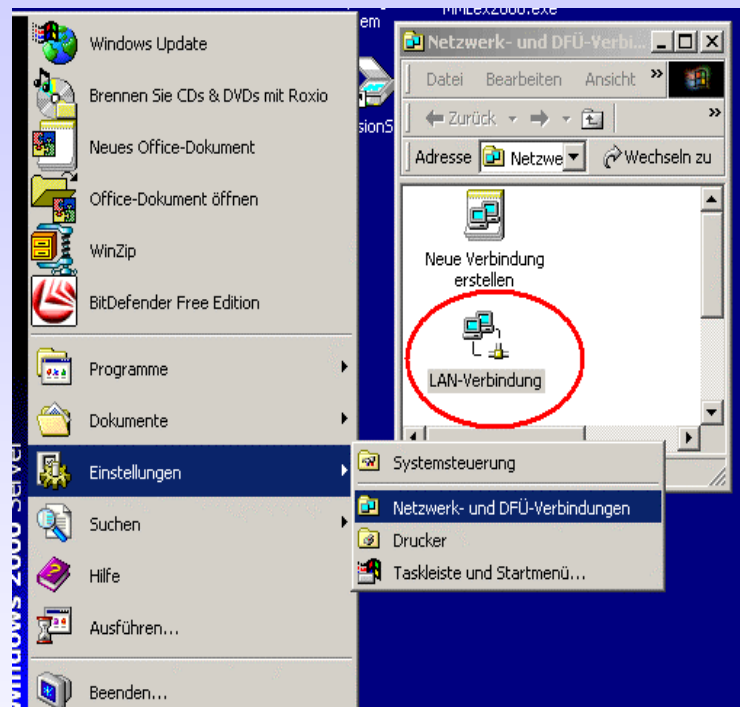 em
MMLex2000.exe
sionS
Windows Update
Brennen Sie CDs & DVDs mit Roxio
Neues Office-Dokument
Office-Dokument öffnen
WinZip
BitDefender Free Edition
Programme
Dokumente
Einstellungen
Suchen
Hilfe
Ausführen...
Beenden...
Windows 2000 Server
Netzwerk- und DFÜ-Verbi...
Datei Bearbeiten Ansicht »
Zurück »
Adresse Netzwe Wechseln zu
Neue Verbindung
erstellen
LAN-Verbindung
Systemsteuerung
Netzwerk- und DFÜ-Verbindungen
Drucker
Taskleiste und Startmenü...